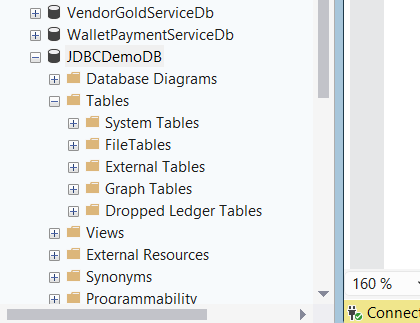 VendorGoldServiceDb
WalletPaymentServiceDb
JDBCDemoDB
Database Diagrams
Tables
System Tables
FileTables
External Tables
Graph Tables
Dropped Ledger Tables
Views
External Resources
Synonyms
Programmability
160 %
Connect